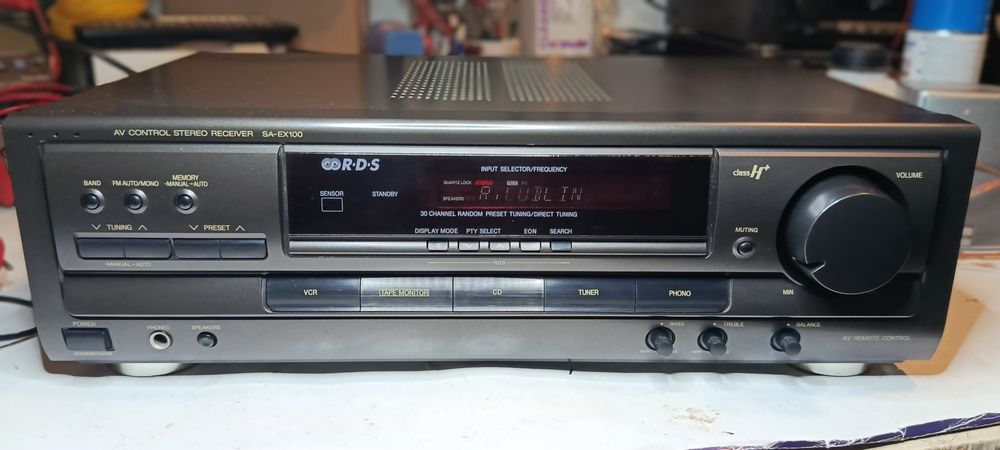 AV CONTROL STEREO RECEIVER SA-EX100
R·D·S
INPUT SELECTOR/FREQUENCY
class H+
VOLUME
BAND
FM AUTO/MONO
MEMORY
-MANUAL-AUTO
SENSOR
STANDBY
QUARTZ LOCK
STEREO
RDS
PS
SPEAKERS
30 CHANNEL RANDOM PRESET TUNING/DIRECT TUNING
TUNING
PRESET
-MANUAL-AUTO
DISPLAY MODE
PTY SELECT
EON
SEARCH
RDS
MUTING
MIN
VCR
TAPE MONITOR
CD
TUNER
PHONO
POWER
PHONES
SPEAKERS
BASS
TREBLE
BALANCE
AV REMOTE CONTROL